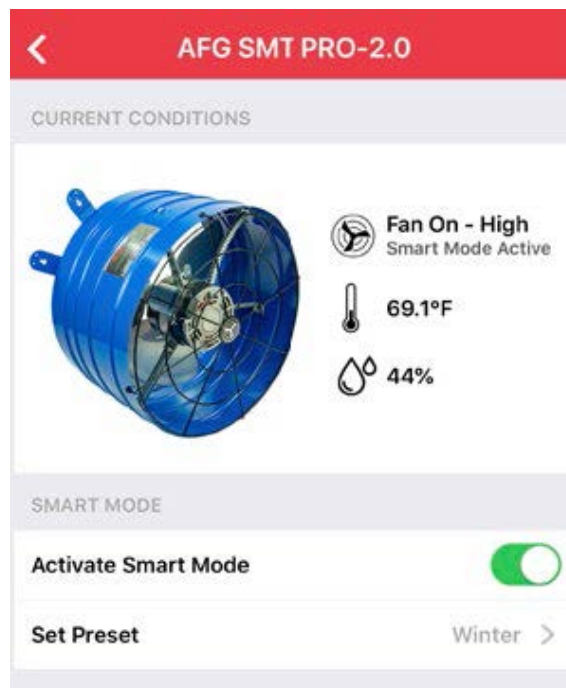 AFG SMT PRO-2.0
CURRENT CONDITIONS
Fan On - High
Smart Mode Active
69.1°F
44%
SMART MODE
Activate Smart Mode
Set Preset
Winter